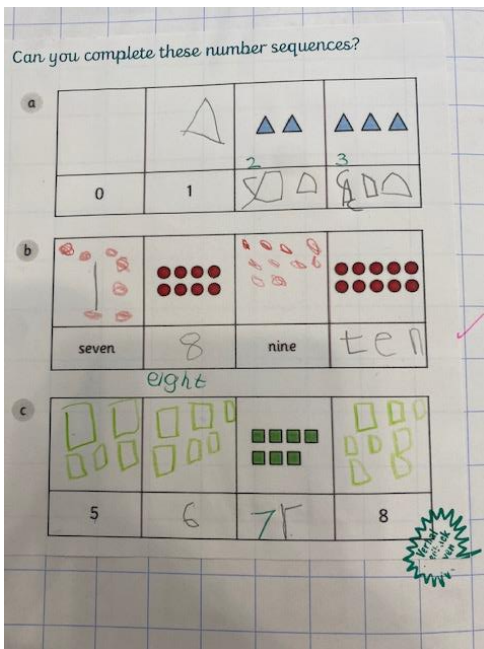 Can you complete these number sequences?
a
2 3
0 1
b
seven 8 nine ten
eight
c
5 6 7 8
Verbal